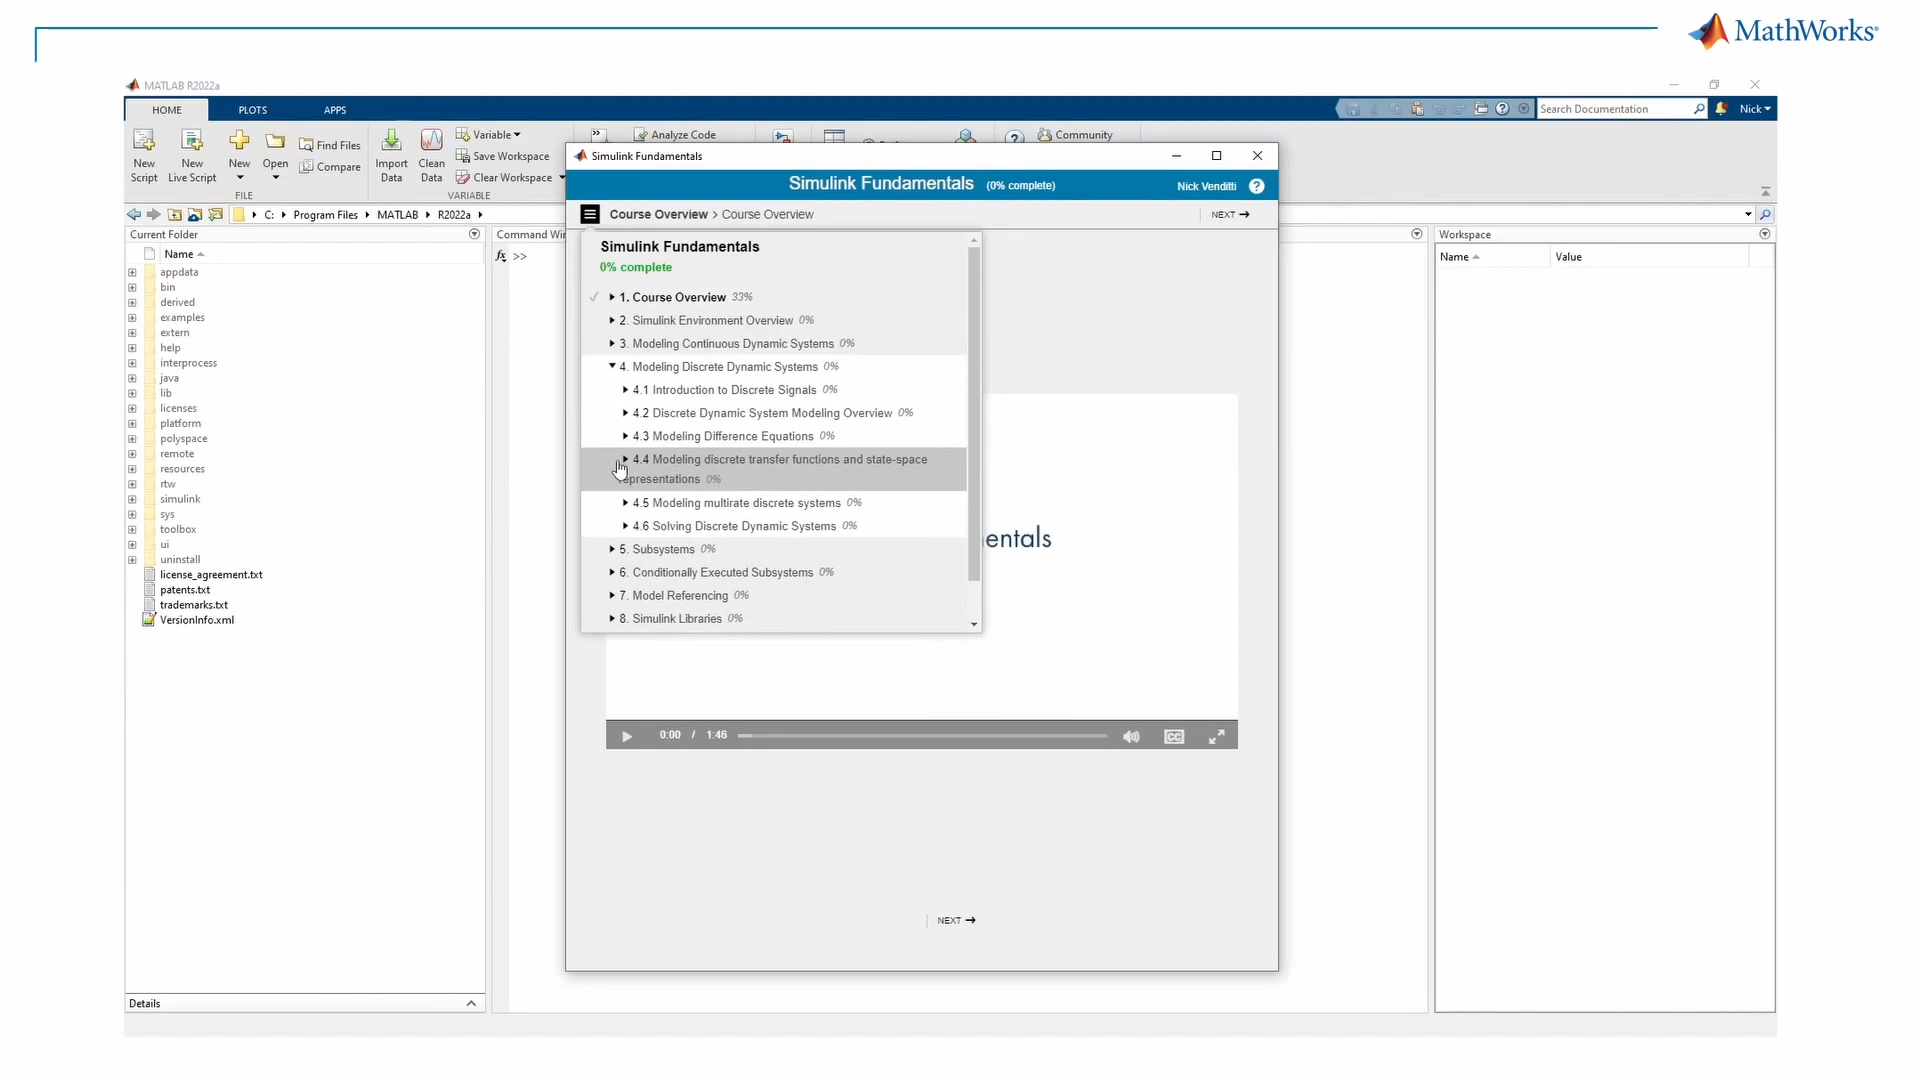 MathWorks®
MATLAB R2022a
HOME PLOTS APPS
Search Documentation
Nick
New Script
New Live Script
New
Open
Find Files
Compare
FILE
Import Data
Clean Data
Variable
Save Workspace
Clear Workspace
VARIABLE
Analyze Code
Community
C: Program Files MATLAB R2022a
Current Folder
Name
appdata
bin
derived
examples
extern
help
interprocess
java
lib
licenses
platform
polyspace
remote
resources
rtw
simulink
sys
toolbox
ui
uninstall
license_agreement.txt
patents.txt
trademarks.txt
VersionInfo.xml
Details
Command Win
fx >>
Simulink Fundamentals
Simulink Fundamentals (0% complete)
Nick Venditti ?
Course Overview > Course Overview
NEXT
Simulink Fundamentals
0% complete
1. Course Overview 33%
2. Simulink Environment Overview 0%
3. Modeling Continuous Dynamic Systems 0%
4. Modeling Discrete Dynamic Systems 0%
4.1 Introduction to Discrete Signals 0%
4.2 Discrete Dynamic System Modeling Overview 0%
4.3 Modeling Difference Equations 0%
4.4 Modeling discrete transfer functions and state-space
representations 0%
4.5 Modeling multirate discrete systems 0%
4.6 Solving Discrete Dynamic Systems 0%
5. Subsystems 0%
6. Conditionally Executed Subsystems 0%
7. Model Referencing 0%
8. Simulink Libraries 0%
entals
0:00 / 1:46
CC
NEXT
Workspace
Name Value